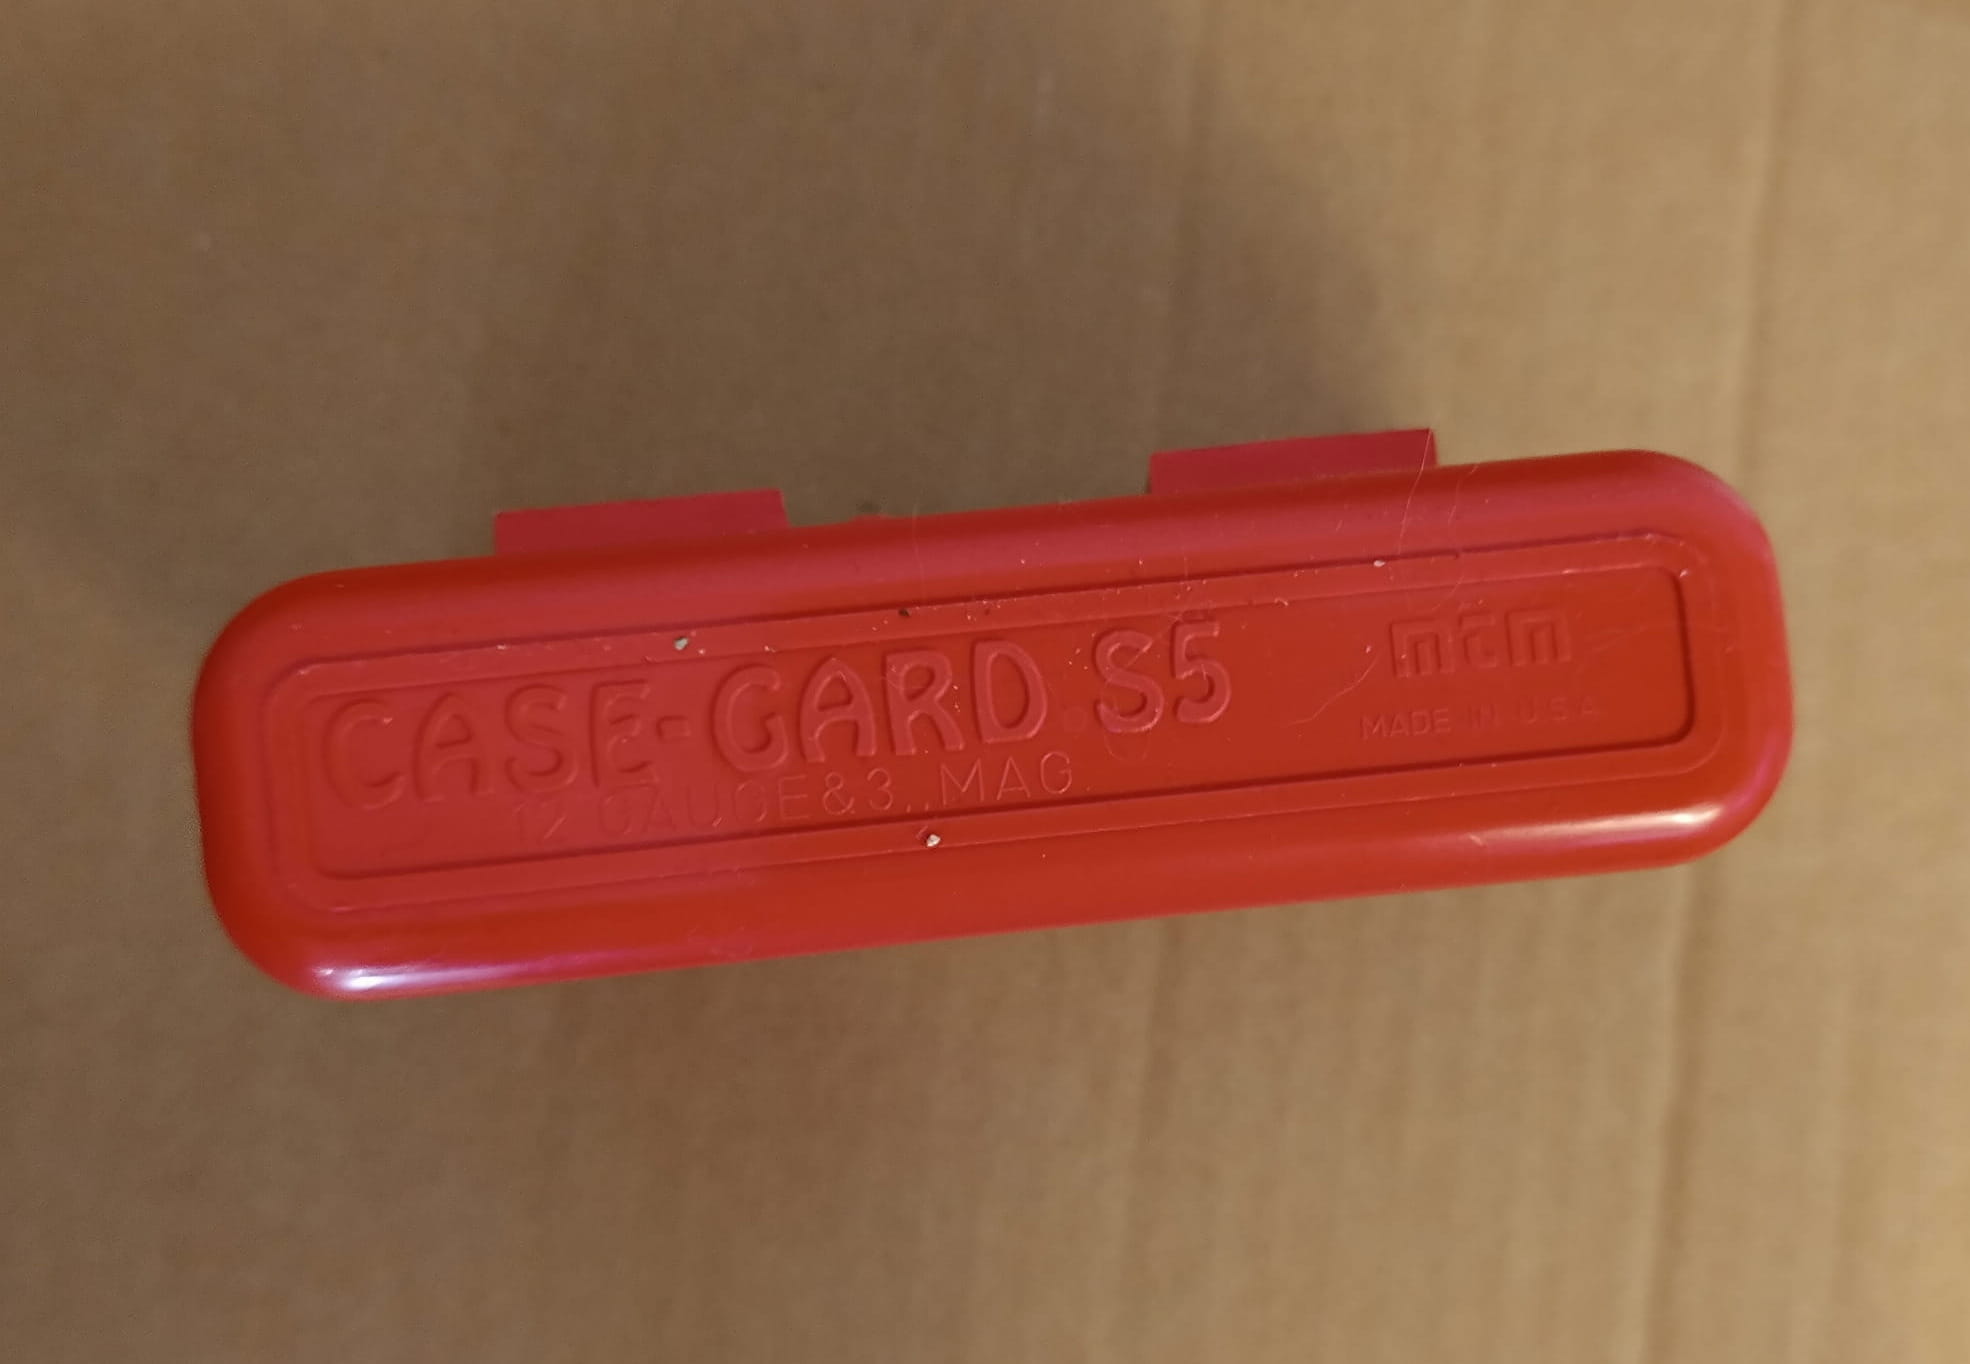 CASE-GARD S5
12 GAUGE & 3,, MAG
mtm
MADE IN U.S.A